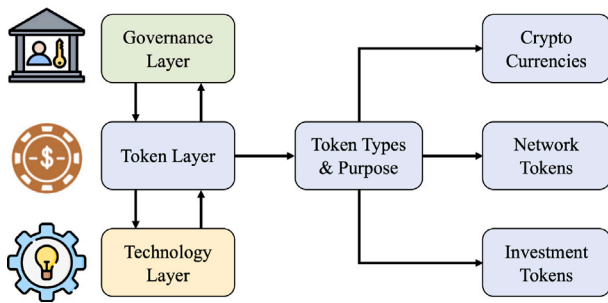 Governance
Layer
Crypto
Currencies
$
Token Layer
Token Types
& Purpose
Network
Tokens
Technology
Layer
Investment
Tokens